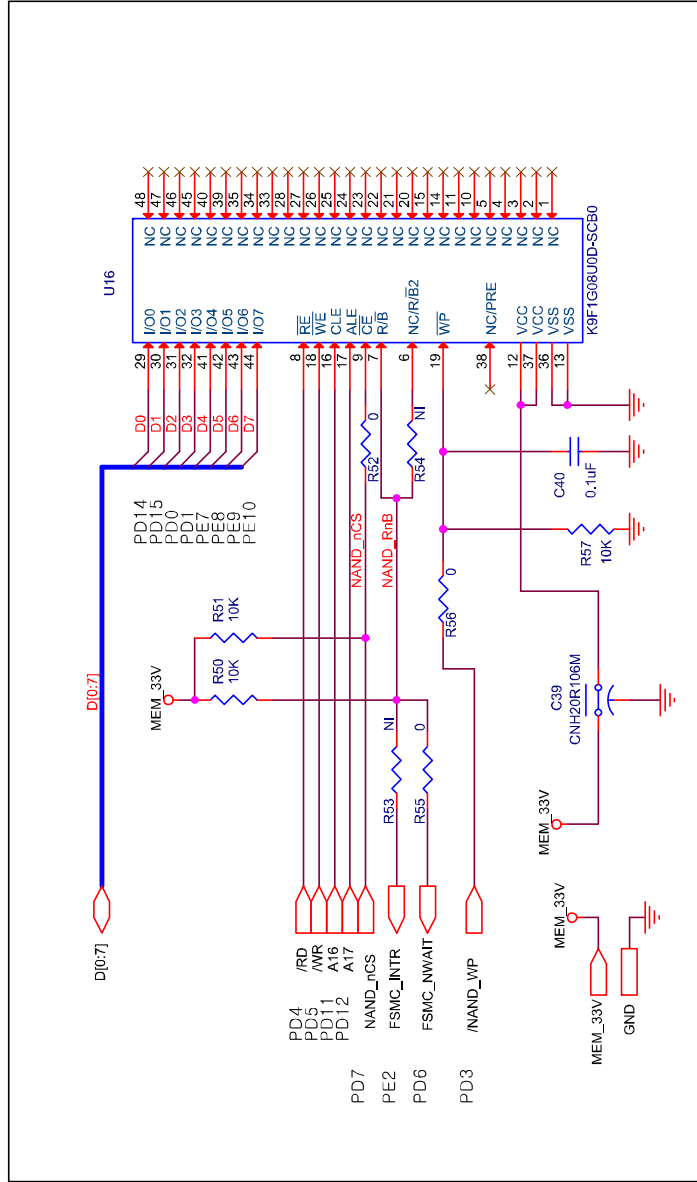 U16
K9F1G08U0D-SCB0
D[0:7]
D[0:7]
PD14 D0 29 I/O0 NC 48
PD15 D1 30 I/O1 NC 47
PD0 D2 31 I/O2 NC 46
PD1 D3 32 I/O3 NC 45
PE7 D4 41 I/O4 NC 40
PE8 D5 42 I/O5 NC 39
PE9 D6 43 I/O6 NC 35
PE10 D7 44 I/O7 NC 34
NC 33
NC 28
NC 27
NC 26
NC 25
NC 24
NC 23
NC 22
NC 21
NC 20
NC 15
NC 14
NC 11
NC 10
NC 5
NC 4
NC 3
NC 2
NC 1
MEM_33V
R51
10K
R50
10K
PD4 /RD 8 RE
PD5 /WR 18 WE
PD11 A16 16 CLE
PD12 A17 17 ALE
PD7 NAND_nCS NAND_nCS R52 0 9 CE
7 R/B
PE2 FSMC_INTR R53 NI NAND_RnB
R54 NI 6 NC/R/B2
PD6 FSMC_NWAIT R55 0
PD3 /NAND_WP R56 0 19 WP
38 NC/PRE
12 VCC
37 VCC
36 VSS
13 VSS
C40
0.1uF
R57
10K
MEM_33V
C39
CNH20R106M
MEM_33V
MEM_33V
GND